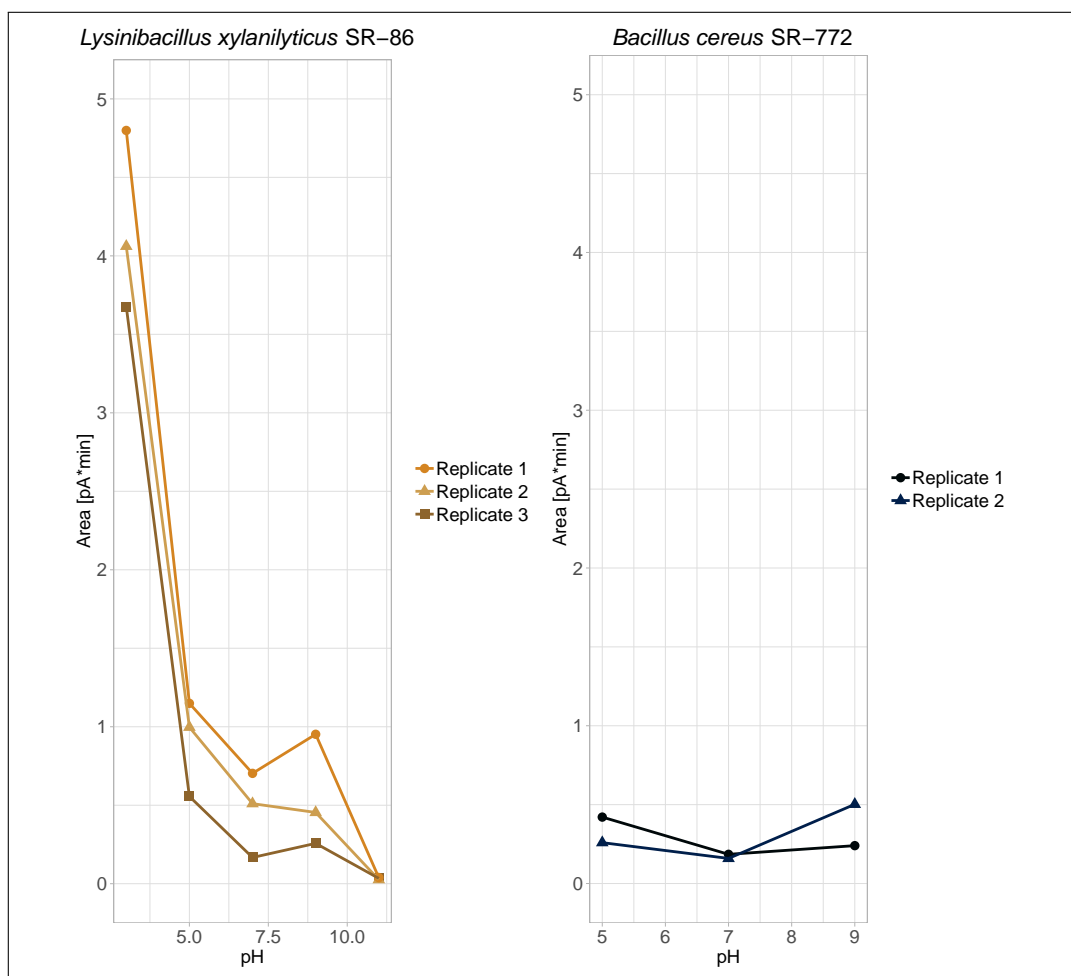 Lysinibacillus xylanilyticus SR−86
5
4
3
2
1
0
Area [pA*min]
5.0 7.5 10.0
pH
Replicate 1
Replicate 2
Replicate 3
Bacillus cereus SR−772
5
4
3
2
1
0
Area [pA*min]
5 6 7 8 9
pH
Replicate 1
Replicate 2